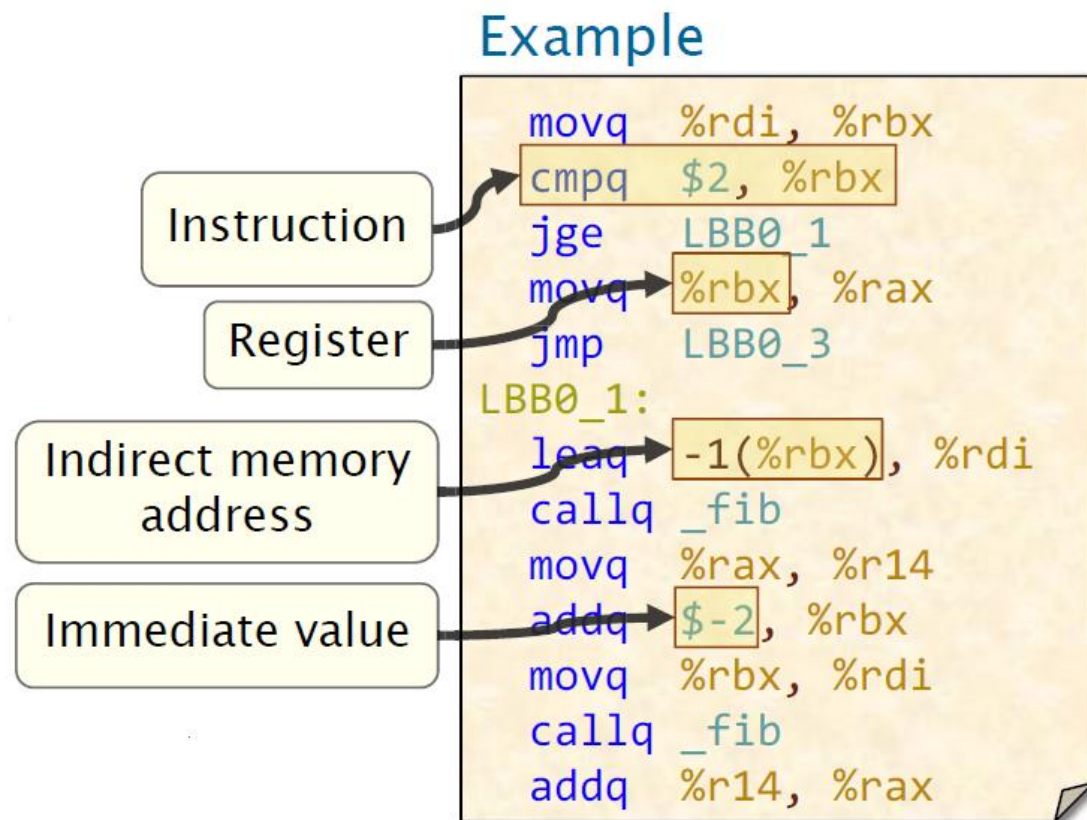 Example
movq %rdi, %rbx
cmpq $2, %rbx
jge LBB0_1
movq %rbx, %rax
jmp LBB0_3
LBB0_1:
leaq -1(%rbx), %rdi
callq _fib
movq %rax, %r14
addq $-2, %rbx
movq %rbx, %rdi
callq _fib
addq %r14, %rax
Instruction
Register
Indirect memory
address
Immediate value